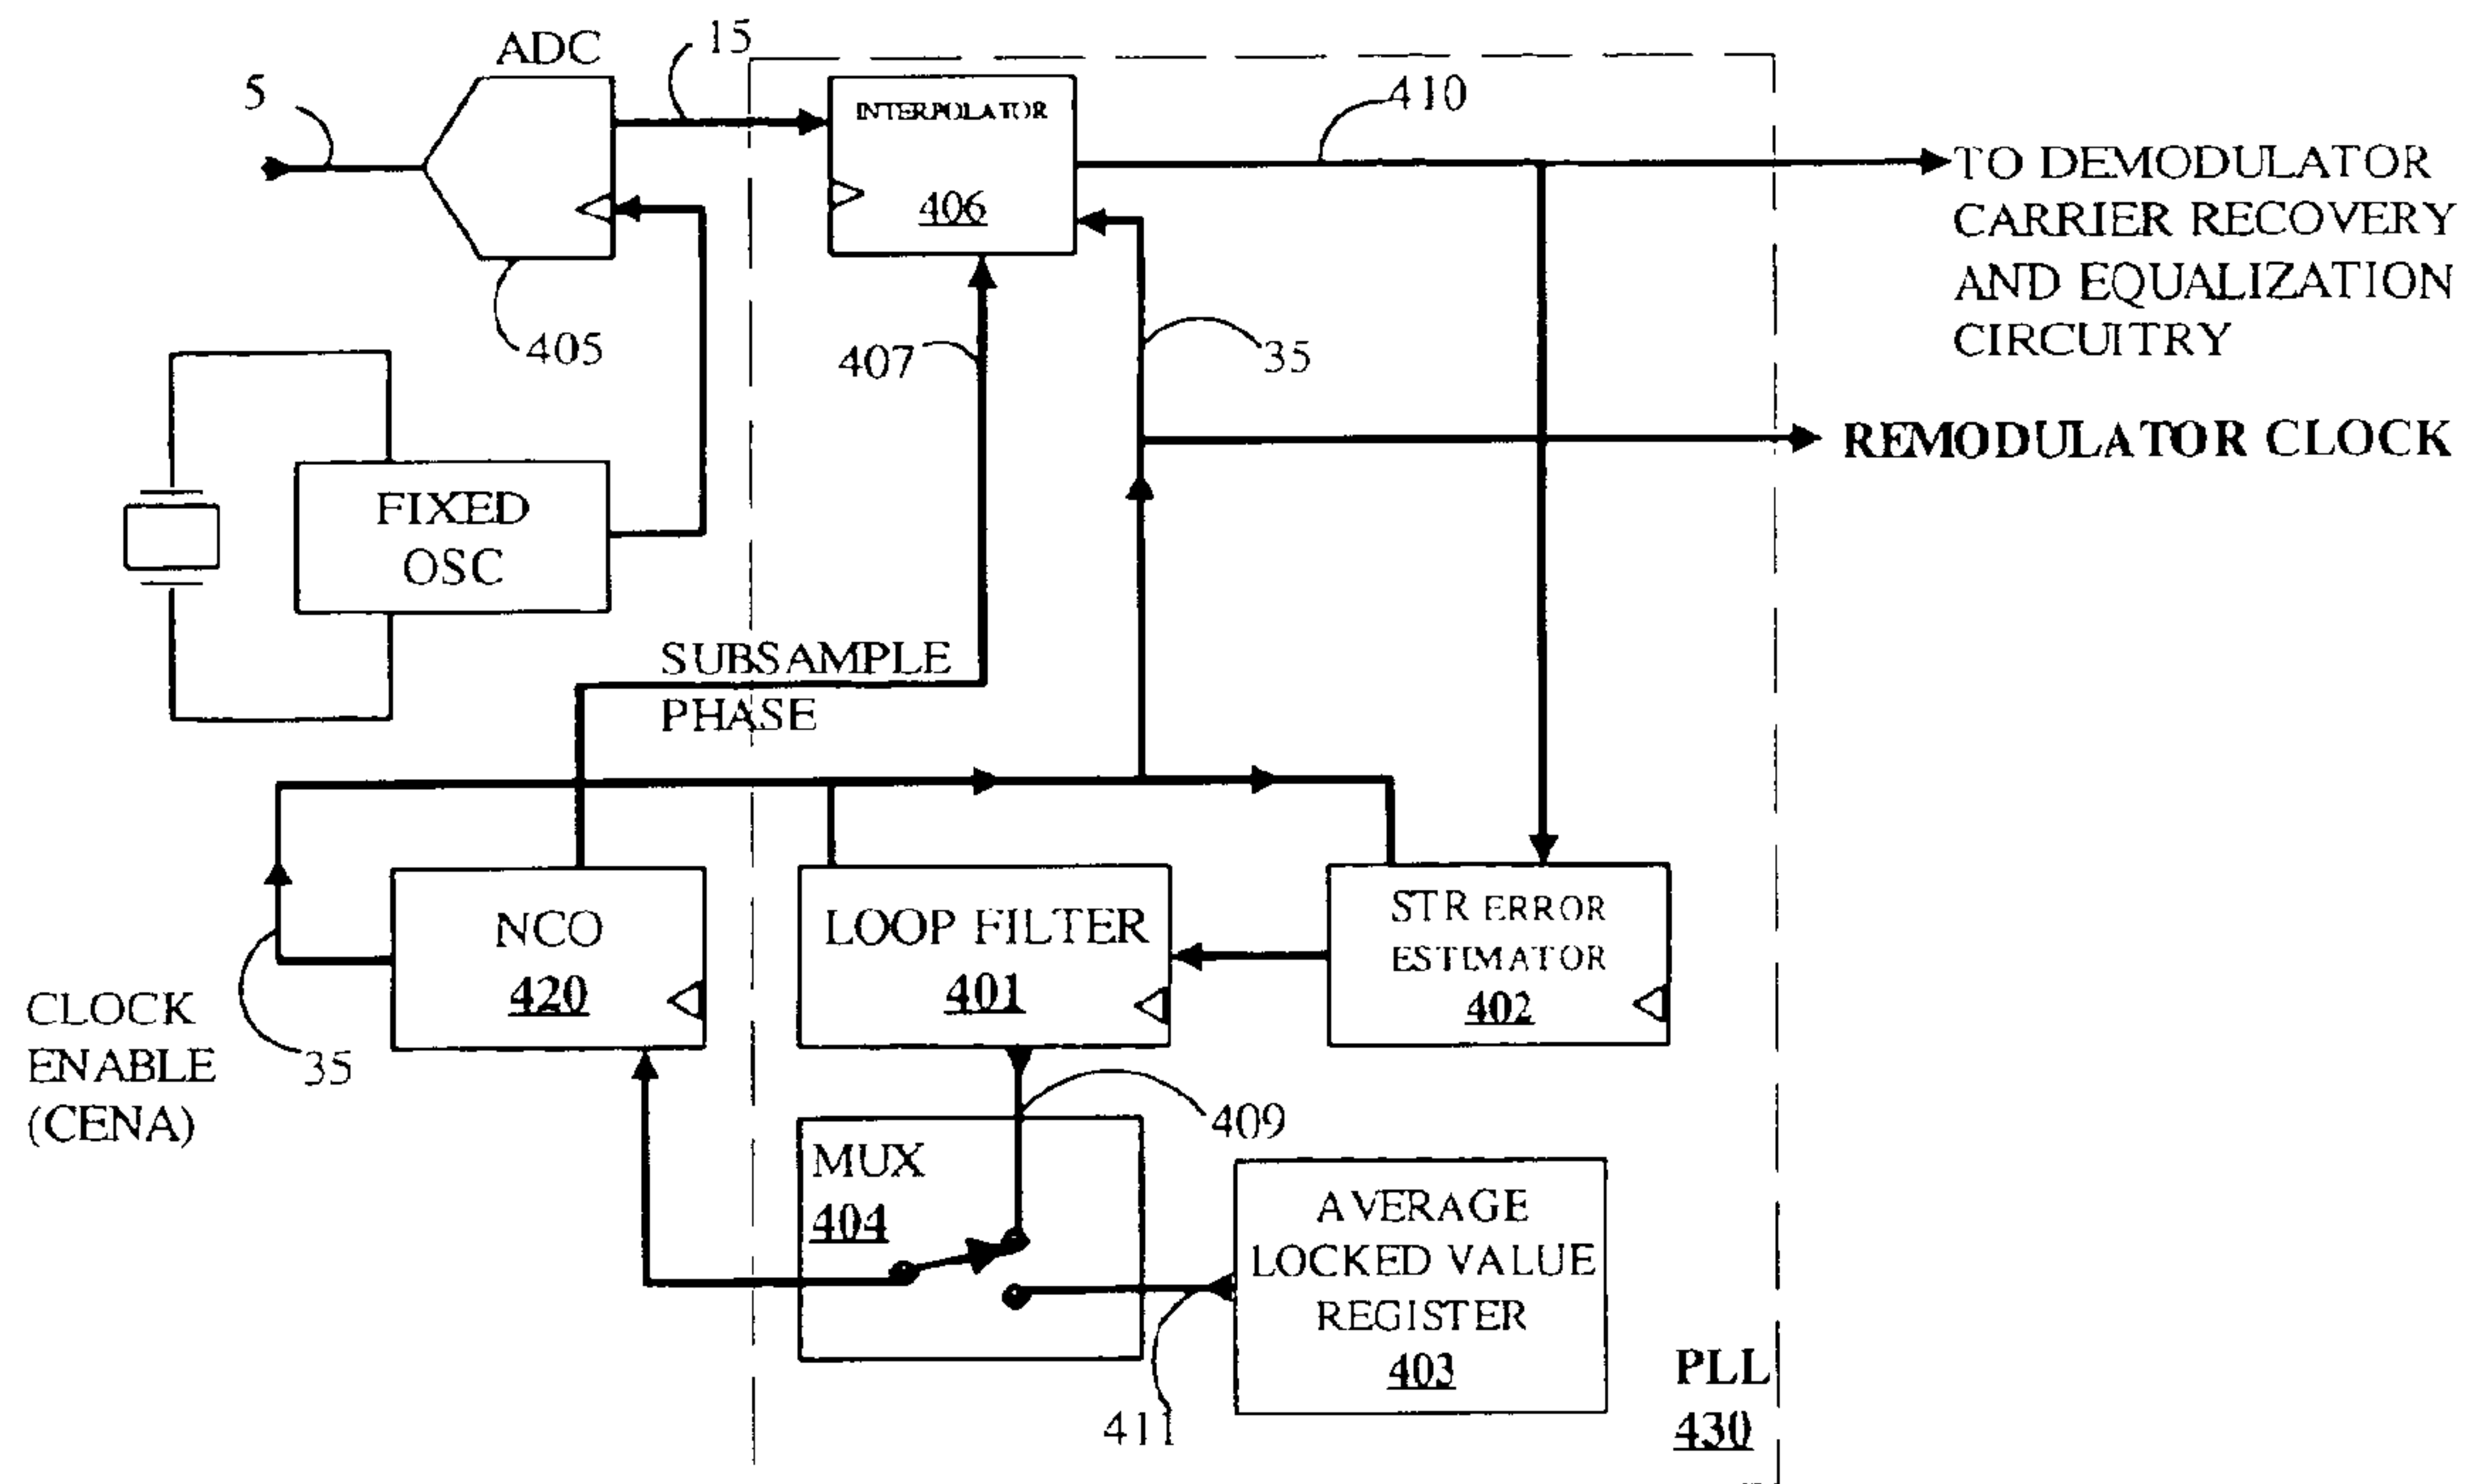 ADC
15
5
INTERPOLATOR
406
410
TO DEMODULATOR
CARRIER RECOVERY
AND EQUALIZATION
CIRCUITRY
405
407
35
REMODULATOR CLOCK
FIXED
OSC
SUBSAMPLE
PHASE
NCO
420
LOOP FILTER
401
STR ERROR
ESTIMATOR
402
CLOCK
ENABLE
(CENA)
35
409
MUX
404
AVERAGE
LOCKED VALUE
REGISTER
403
411
PLL
430